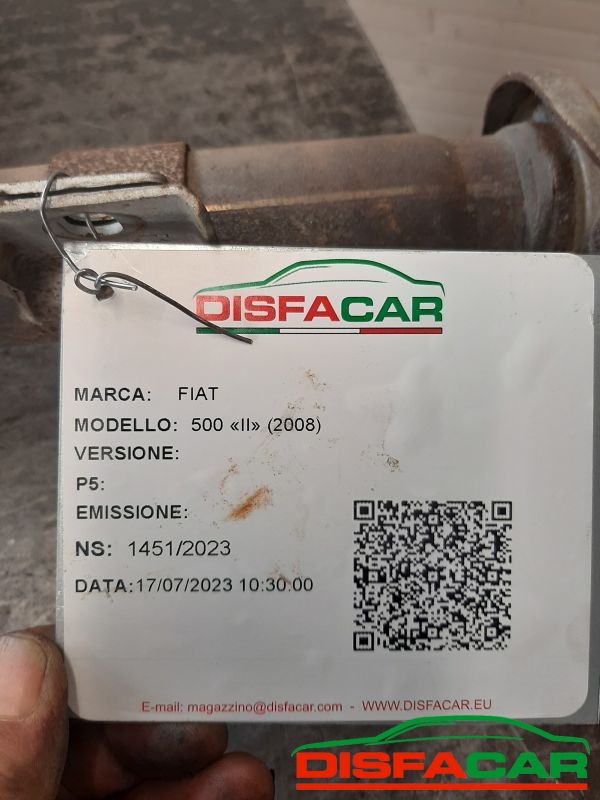 DISFACAR
MARCA: FIAT
MODELLO: 500 «II» (2008)
VERSIONE:
P5:
EMISSIONE:
NS: 1451/2023
DATA:17/07/2023 10:30.00
E-mail: magazzino@disfacar.com - WWW.DISFACAR.EU
DISFACAR